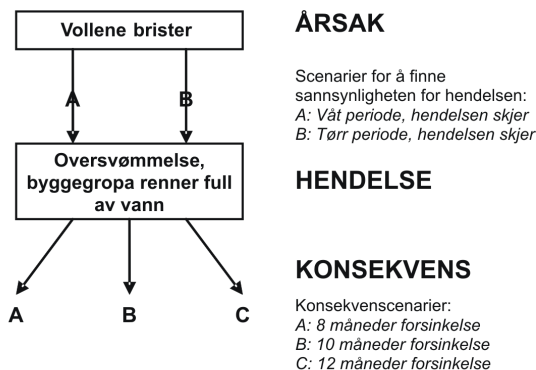 Vollene brister
ÅRSAK
A
B
Scenarier for å finne
sannsynligheten for hendelsen:
A: Våt periode, hendelsen skjer
B: Tørr periode, hendelsen skjer
Oversvømmelse,
byggegropa renner full
av vann
HENDELSE
KONSEKVENS
A
B
C
Konsekvenscenarier:
A: 8 måneder forsinkelse
B: 10 måneder forsinkelse
C: 12 måneder forsinkelse